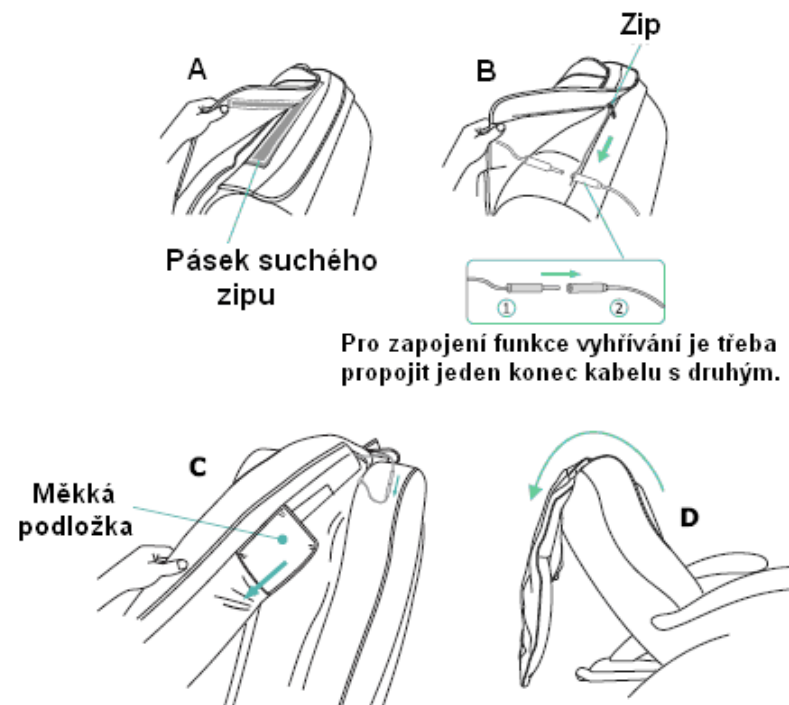 Zip
A
B
Pásek suchého
zipu
1
2
Pro zapojení funkce vyhřívání je třeba
propojit jeden konec kabelu s druhým.
C
Měkká
podložka
D